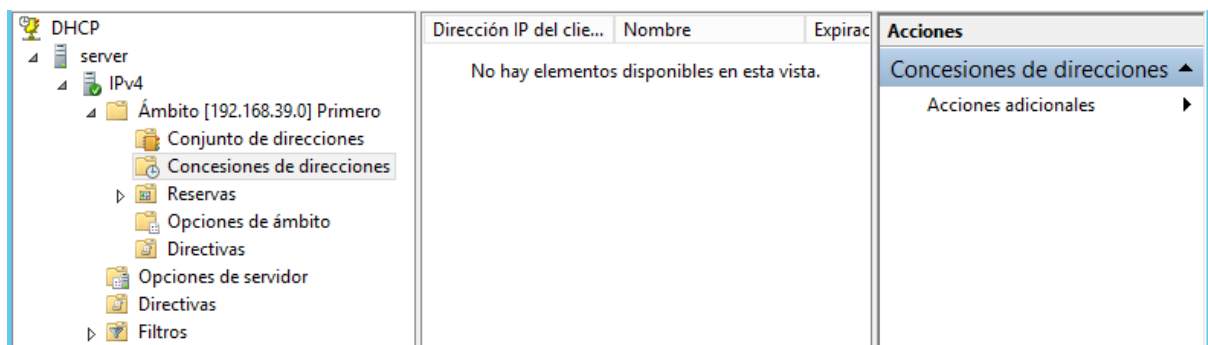 DHCP
server
IPv4
Ámbito [192.168.39.0] Primero
Conjunto de direcciones
Concesiones de direcciones
Reservas
Opciones de ámbito
Directivas
Opciones de servidor
Directivas
Filtros
Dirección IP del clie... Nombre Expirac
No hay elementos disponibles en esta vista.
Acciones
Concesiones de direcciones
Acciones adicionales